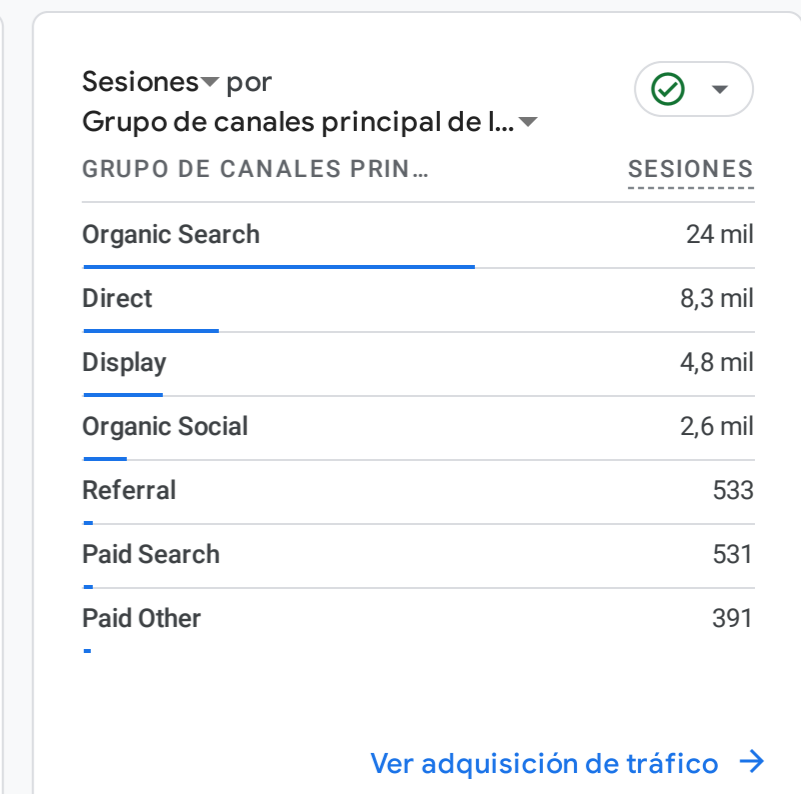 Sesiones por
Grupo de canales principal de l...
GRUPO DE CANALES PRIN... SESIONES
Organic Search 24 mil
Direct 8,3 mil
Display 4,8 mil
Organic Social 2,6 mil
Referral 533
Paid Search 531
Paid Other 391
Ver adquisición de tráfico